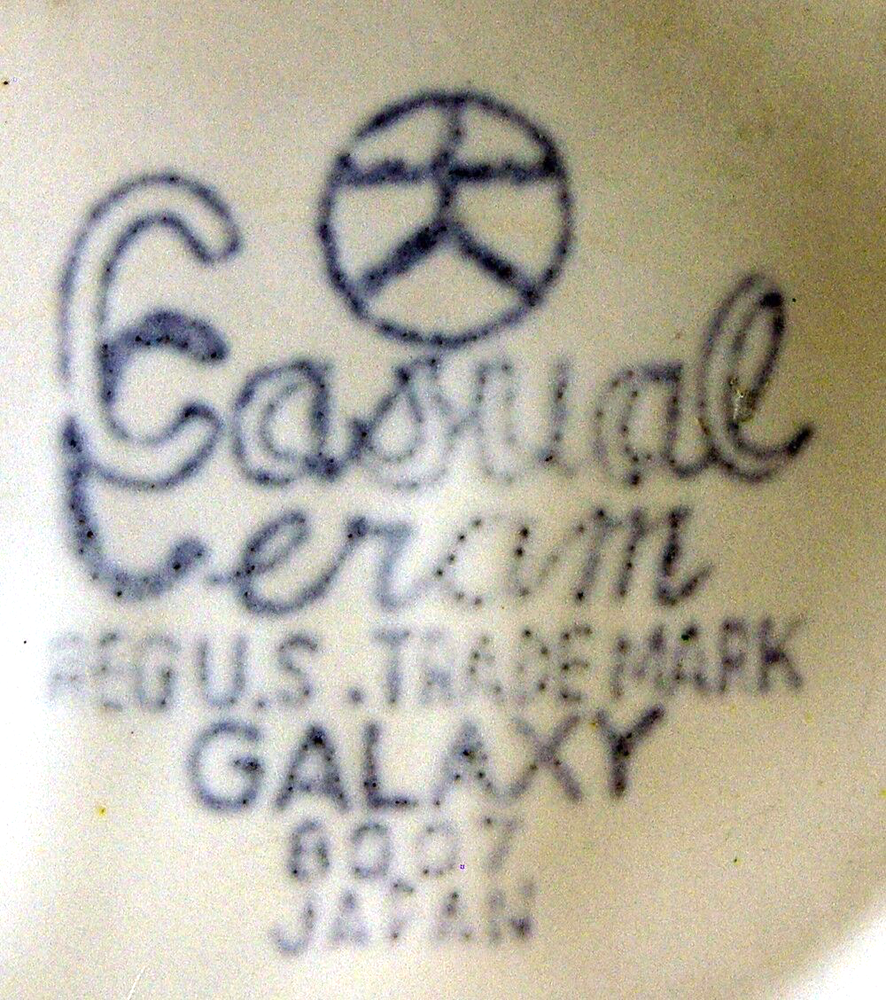 Casual
Ceram
REG U.S. TRADE MARK
GALAXY
6007
JAPAN